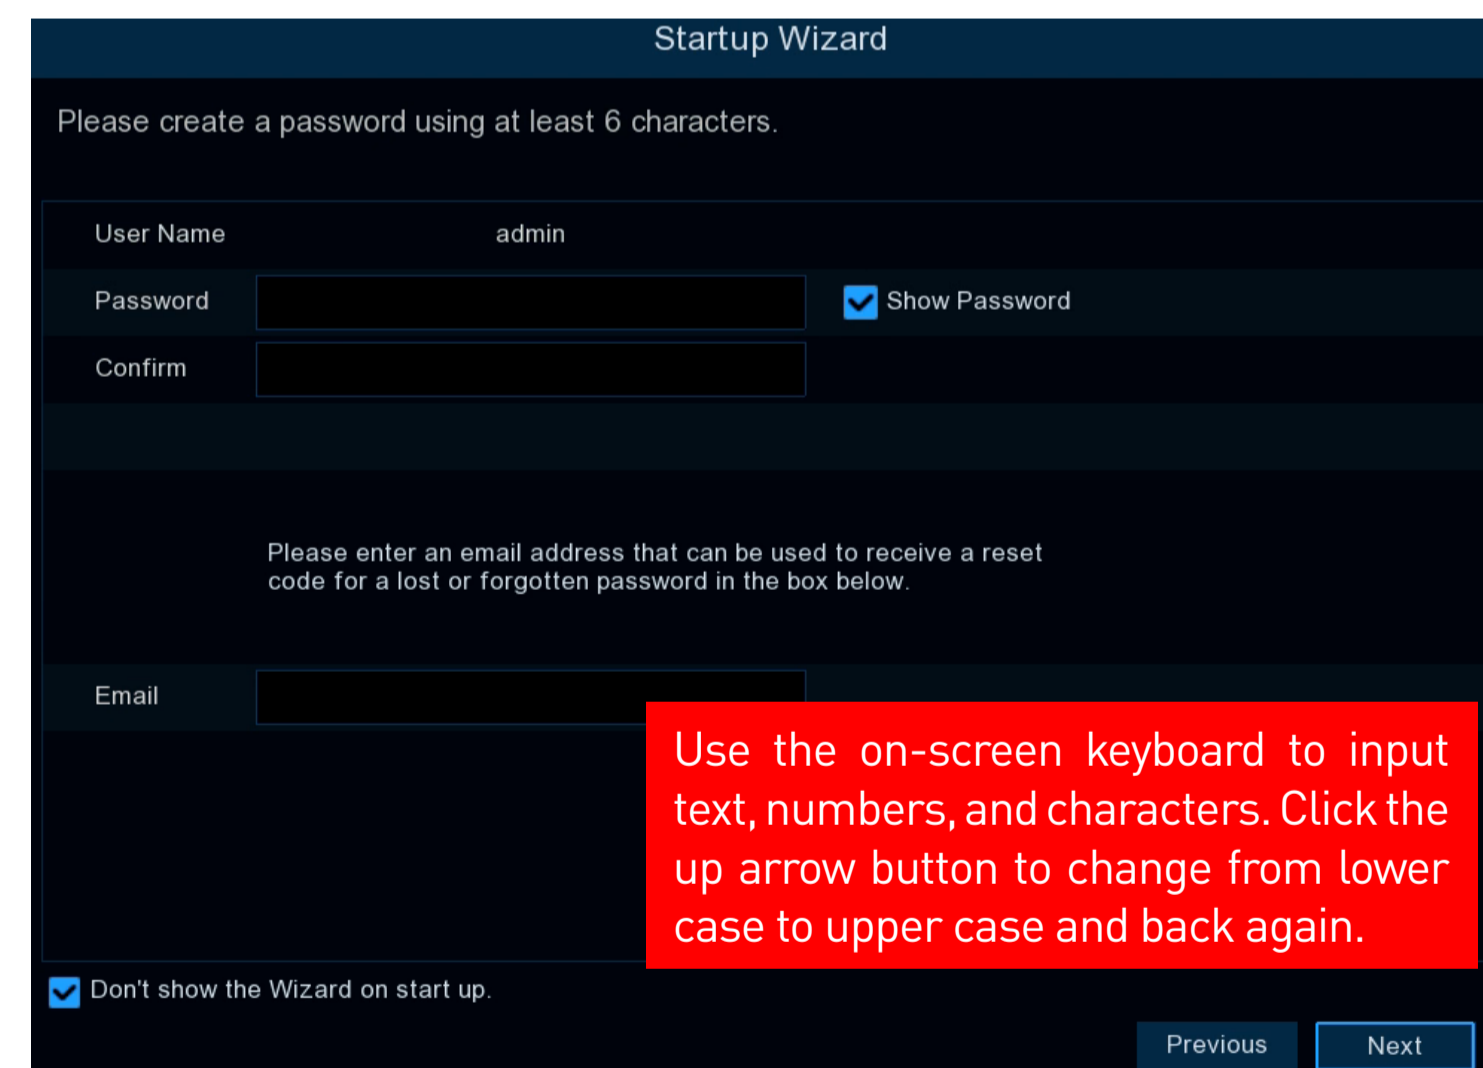 Startup Wizard
Please create a password using at least 6 characters.
User Name admin
Password Show Password
Confirm
Please enter an email address that can be used to receive a reset
code for a lost or forgotten password in the box below.
Email
Use the on-screen keyboard to input
text, numbers, and characters. Click the
up arrow button to change from lower
case to upper case and back again.
Don't show the Wizard on start up.
Previous Next